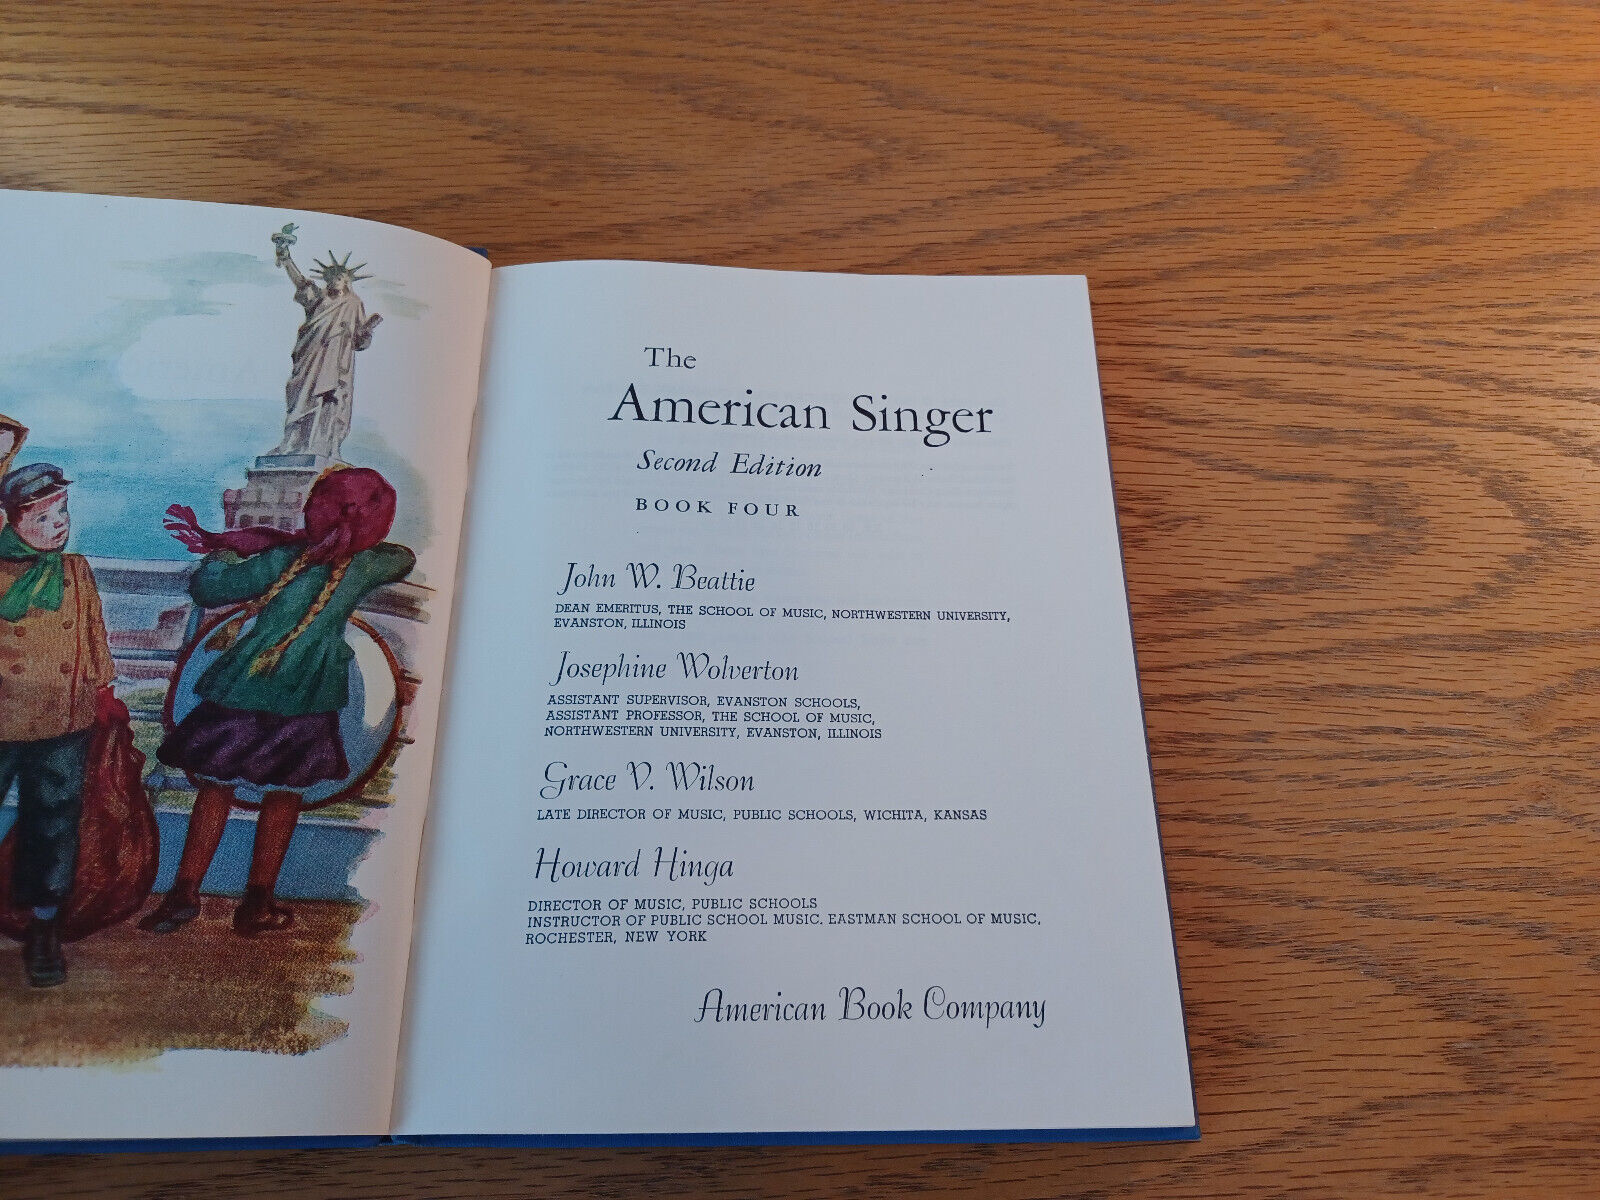 The
American Singer
Second Edition
BOOK FOUR
John W. Beattie
DEAN EMERITUS, THE SCHOOL OF MUSIC, NORTHWESTERN UNIVERSITY,
EVANSTON, ILLINOIS
Josephine Wolverton
ASSISTANT SUPERVISOR, EVANSTON SCHOOLS,
ASSISTANT PROFESSOR, THE SCHOOL OF MUSIC,
NORTHWESTERN UNIVERSITY, EVANSTON, ILLINOIS
Grace V. Wilson
LATE DIRECTOR OF MUSIC, PUBLIC SCHOOLS, WICHITA, KANSAS
Howard Hinga
DIRECTOR OF MUSIC, PUBLIC SCHOOLS
INSTRUCTOR OF PUBLIC SCHOOL MUSIC. EASTMAN SCHOOL OF MUSIC,
ROCHESTER, NEW YORK
American Book Company